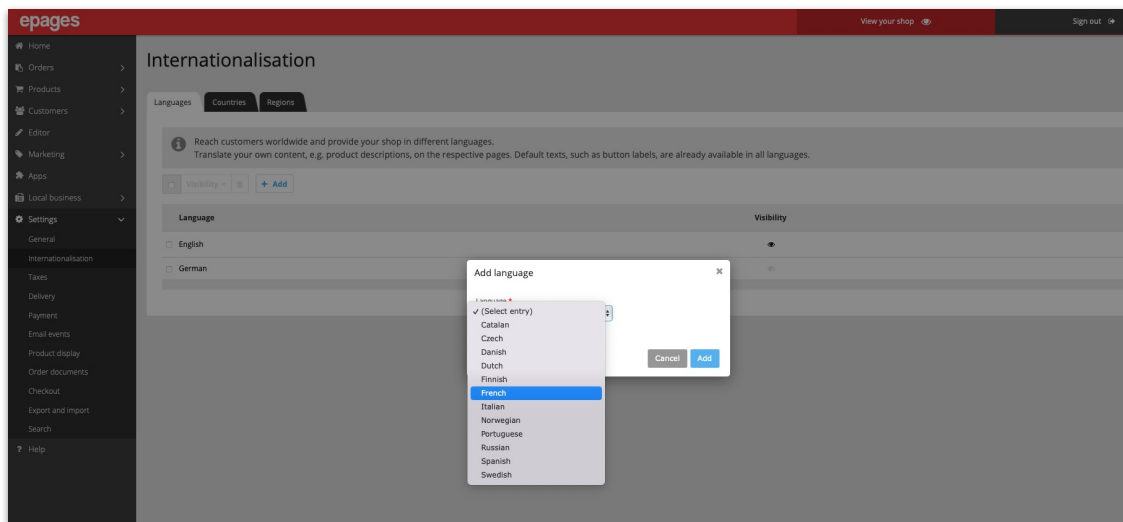 epages
View your shop
Sign out
Home
Orders
Products
Customers
Editor
Marketing
Apps
Local business
Settings
General
Internationalisation
Taxes
Delivery
Payment
Email events
Product display
Order documents
Checkout
Export and import
Search
? Help
Internationalisation
Languages
Countries
Regions
Reach customers worldwide and provide your shop in different languages.
Translate your own content, e.g. product descriptions, on the respective pages. Default texts, such as button labels, are already available in all languages.
Visibility
+ Add
Language
Visibility
English
German
Add language
Language *
✓ (Select entry)
Catalan
Czech
Danish
Dutch
Finnish
French
Italian
Norwegian
Portuguese
Russian
Spanish
Swedish
Cancel
Add